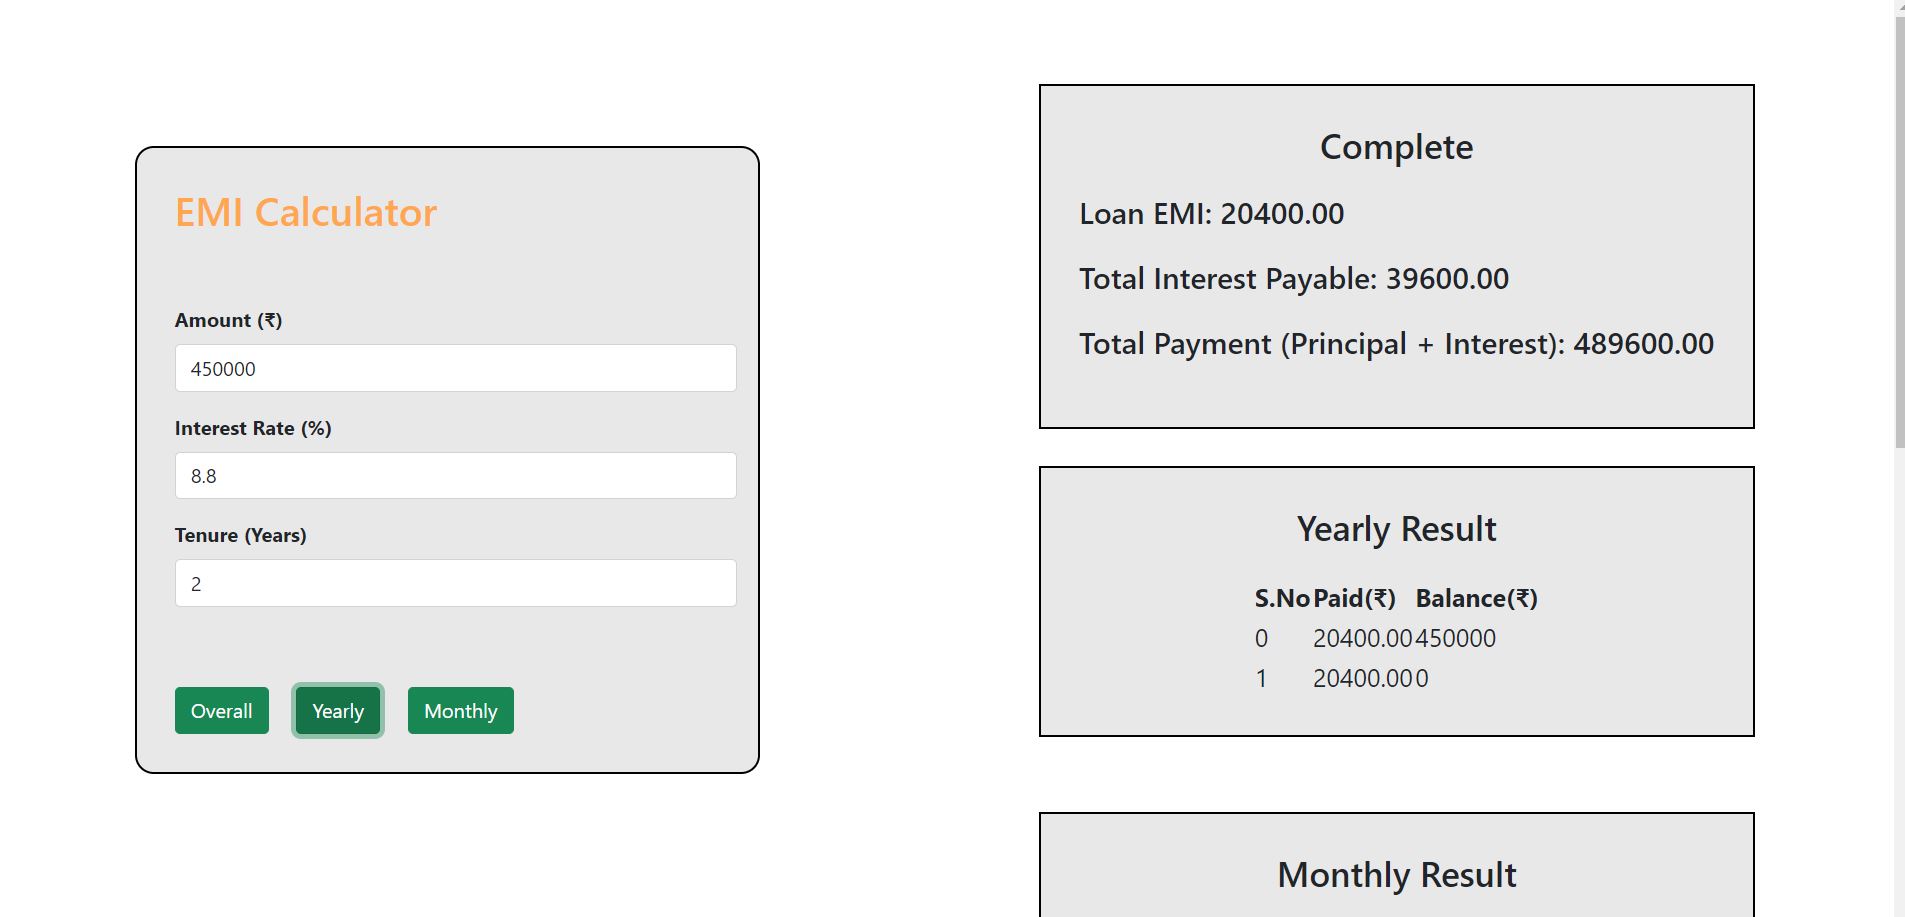 EMI Calculator
Amount (₹)
450000
Interest Rate (%)
8.8
Tenure (Years)
2
Overall Yearly Monthly
Complete
Loan EMI: 20400.00
Total Interest Payable: 39600.00
Total Payment (Principal + Interest): 489600.00
Yearly Result
S.No Paid(₹) Balance(₹)
0 20400.00 450000
1 20400.00 0
Monthly Result